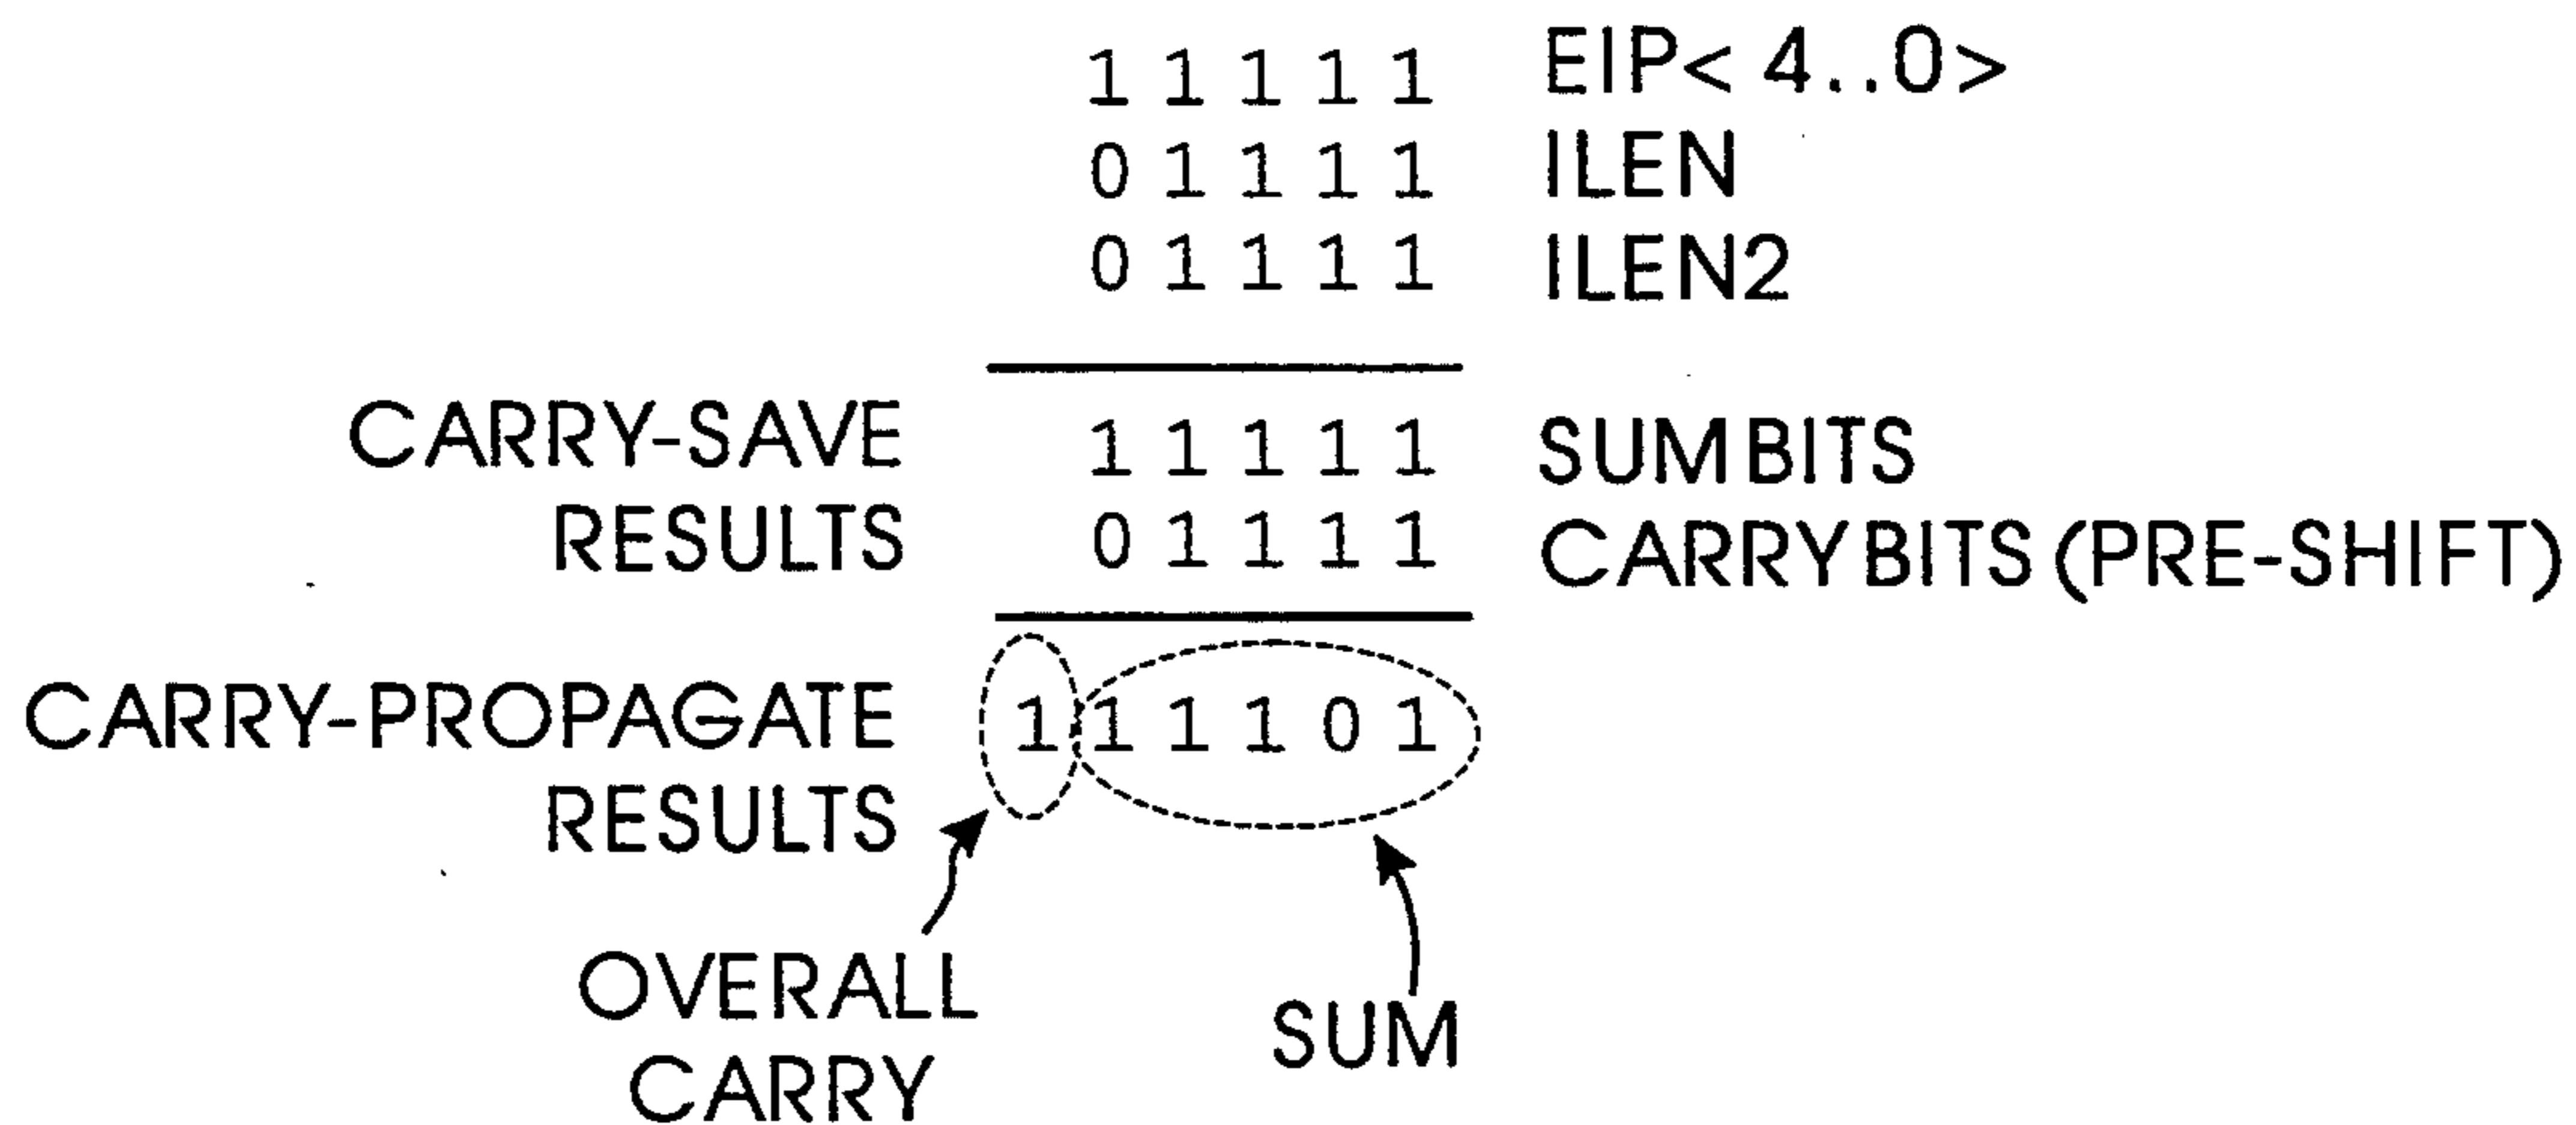 1 1 1 1 1 EIP< 4..0>
0 1 1 1 1 ILEN
0 1 1 1 1 ILEN2
CARRY-SAVE 1 1 1 1 1 SUM BITS
RESULTS 0 1 1 1 1 CARRY BITS (PRE-SHIFT)
CARRY-PROPAGATE 1 1 1 1 0 1
RESULTS
OVERALL
CARRY
SUM